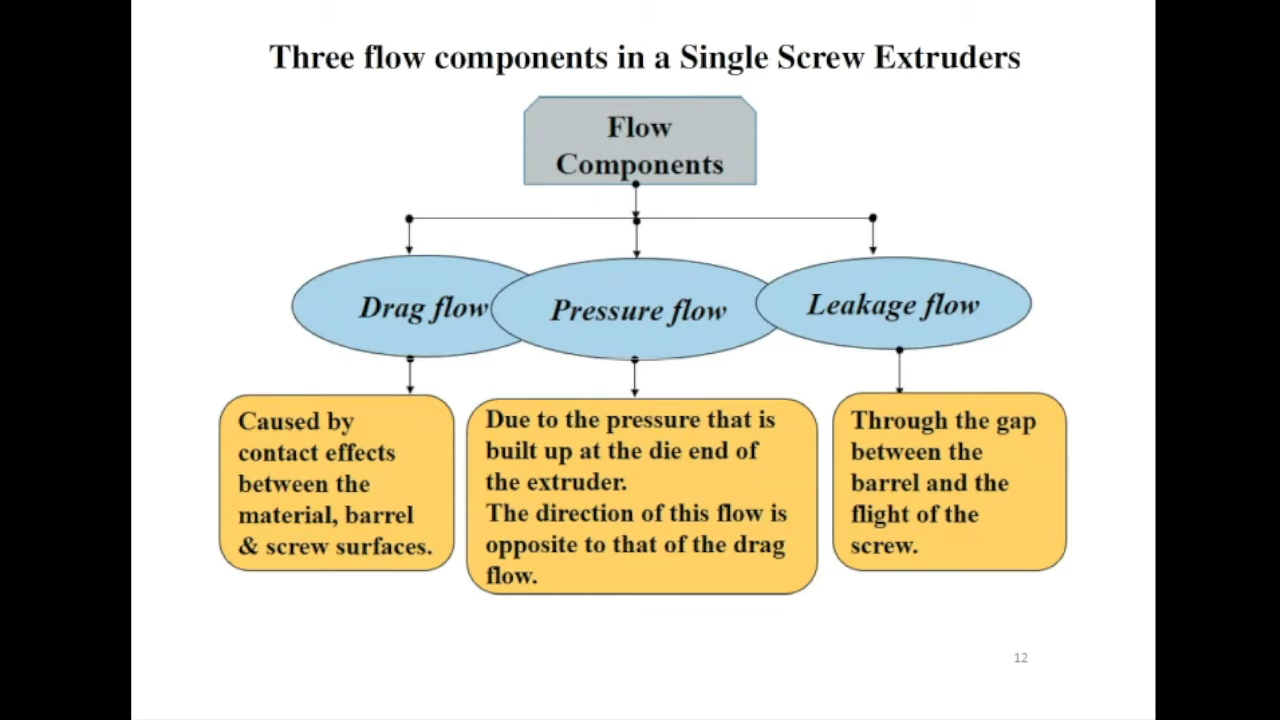 Three flow components in a Single Screw Extruders
Flow
Components
Drag flow
Pressure flow
Leakage flow
Caused by
contact effects
between the
material, barrel
& screw surfaces.
Due to the pressure that is
built up at the die end of
the extruder.
The direction of this flow is
opposite to that of the drag
flow.
Through the gap
between the
barrel and the
flight of the
screw.
12